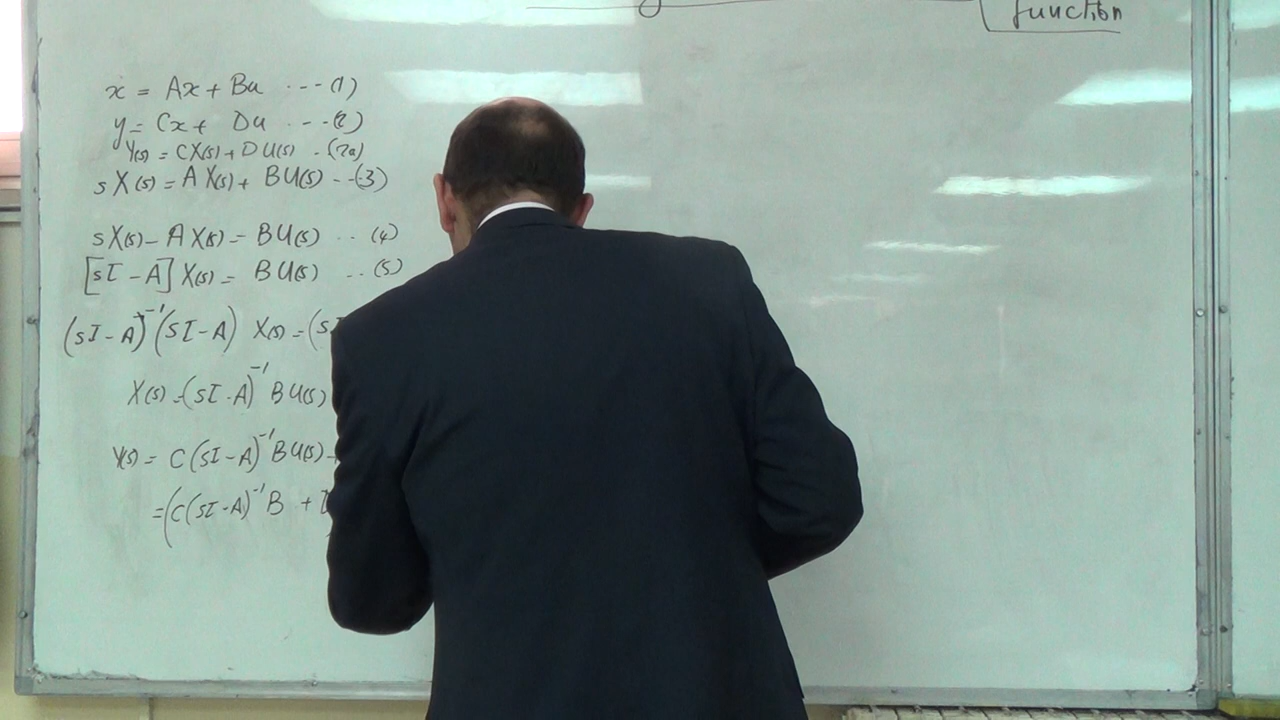 function
x = Ax + Bu ---(1)
y = Cx + Du ---(2)
Y(s) = CX(s) + DU(s) -(2a)
sX(s) = AX(s) + BU(s) --(3)
sX(s) - AX(s) = BU(s) .. (4)
[sI - A] X(s) = BU(s) .. (5)
(sI - A)⁻¹(sI - A) X(s) = (s
X(s) = (sI - A)⁻¹ BU(s)
Y(s) = C(sI - A)⁻¹ BU(s)
= (C(sI - A)⁻¹ B +